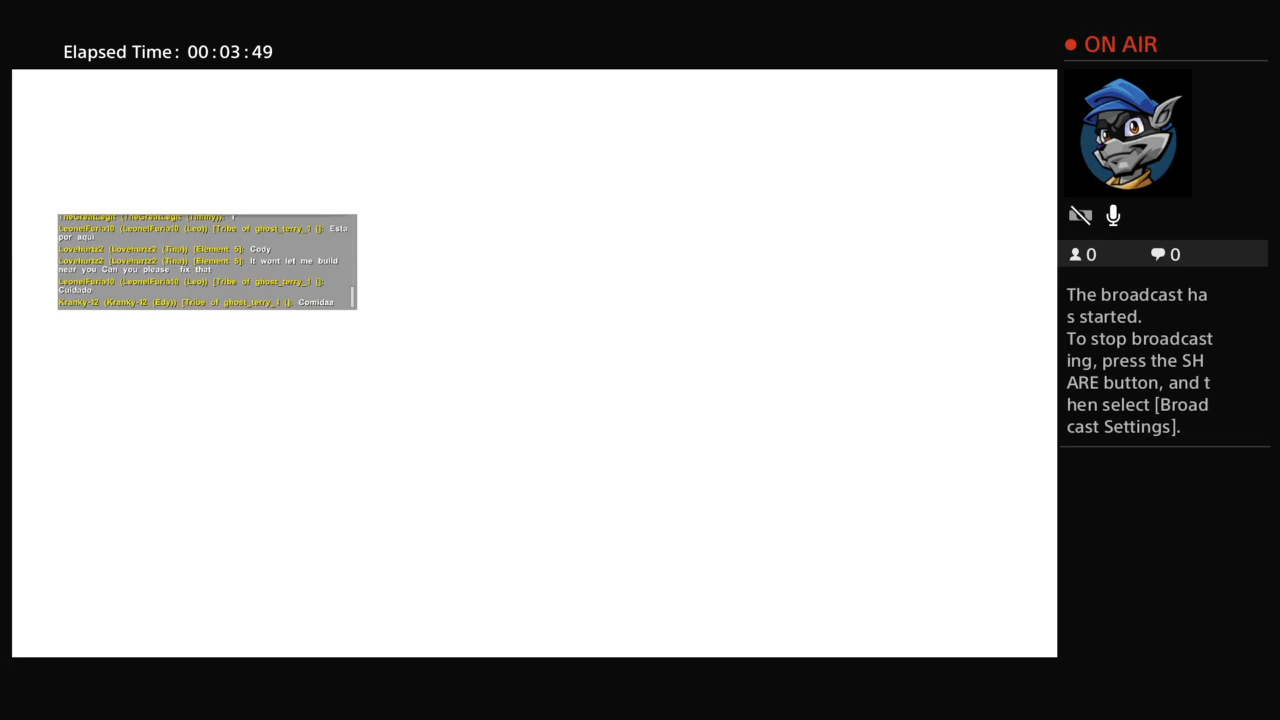 Elapsed Time: 00:03:49
ON AIR
TheGreatLegit (TheGreatLegit (Timmy)):
LeonelFuria10 (LeonelFuria10 (Leo)) [Tribe of ghost_terry_1 (]: Esta
por aqui
Lovehurtz2 (Lovehurtz2 (Tina)) [Element 5]: Cody
Lovehurtz2 (Lovehurtz2 (Tina)) [Element 5]: It wont let me build
near you Can you please fix that
LeonelFuria10 (LeonelFuria10 (Leo)) [Tribe of ghost_terry_1 (]:
Cuidado
Kranky-12 (Kranky-12 (Edy)) [Tribe of ghost_terry_1 (]: Comidaa
0
0
The broadcast ha
s started.
To stop broadcast
ing, press the SH
ARE button, and t
hen select [Broad
cast Settings].